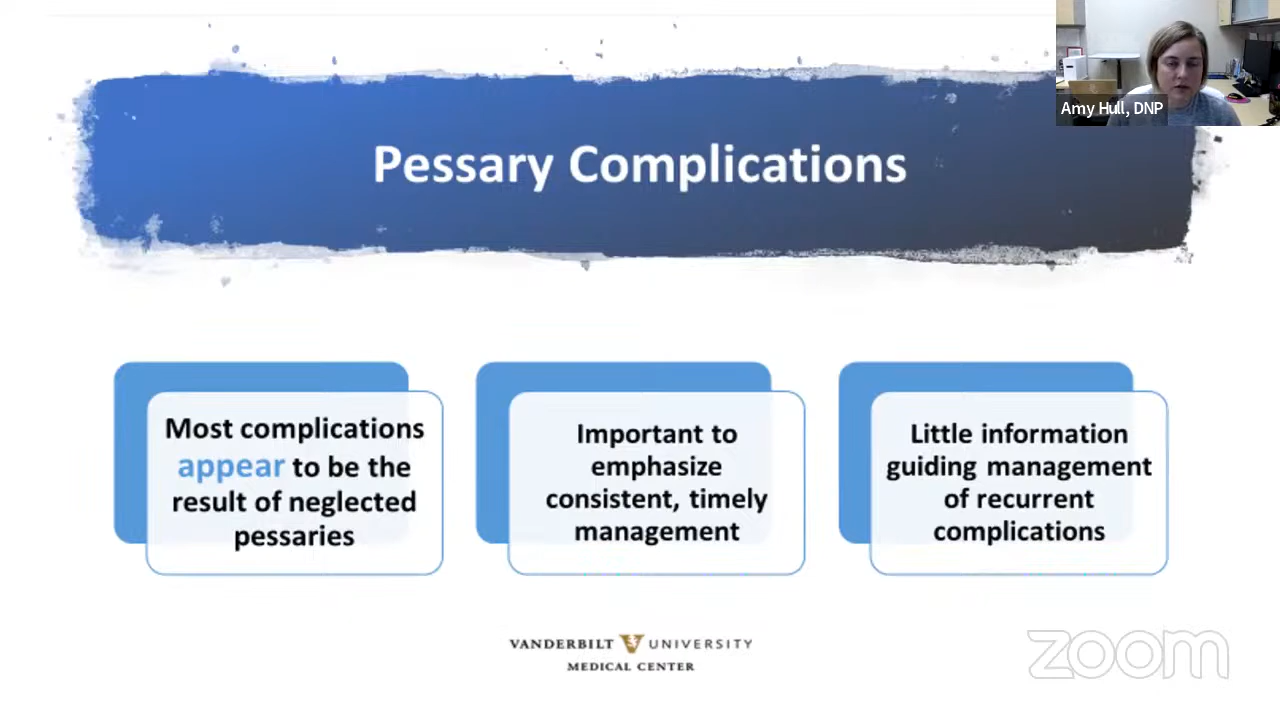 Amy Hull, DNP
Pessary Complications
Most complications
appear to be the
result of neglected
pessaries
Important to
emphasize
consistent, timely
management
Little information
guiding management
of recurrent
complications
VANDERBILT UNIVERSITY
MEDICAL CENTER
zoom